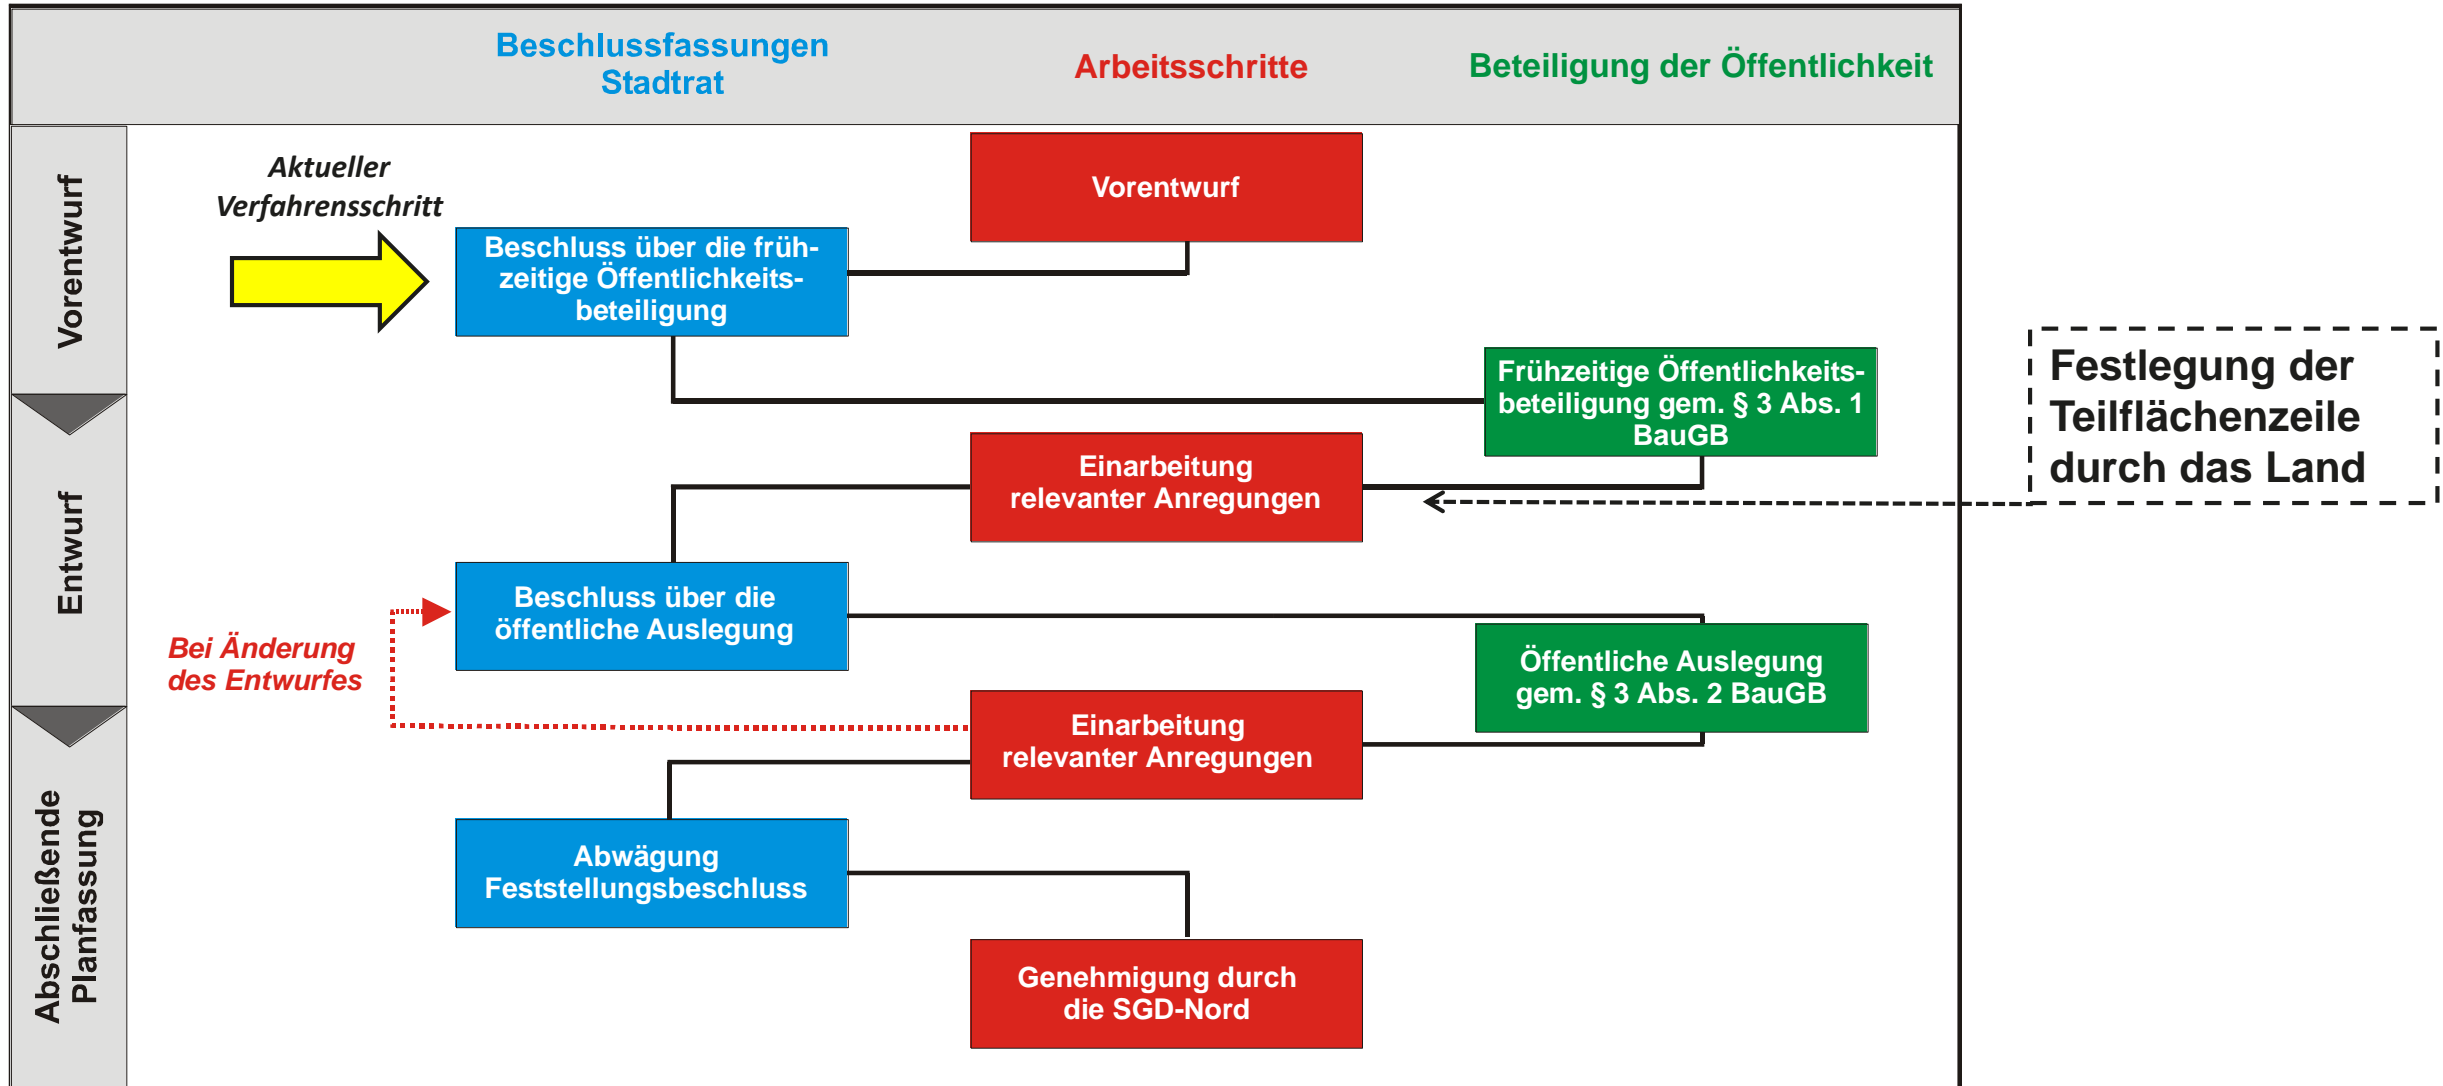 Beschlussfassungen
Stadtrat
Arbeitsschritte
Beteiligung der Öffentlichkeit
Vorentwurf
Aktueller
Verfahrensschritt
Vorentwurf
Beschluss über die früh-
zeitige Öffentlichkeits-
beteiligung
Frühzeitige Öffentlichkeits-
beteiligung gem. § 3 Abs. 1
BauGB
Festlegung der
Teilflächenzeile
durch das Land
Entwurf
Einarbeitung
relevanter Anregungen
Beschluss über die
öffentliche Auslegung
Bei Änderung
des Entwurfes
Öffentliche Auslegung
gem. § 3 Abs. 2 BauGB
Einarbeitung
relevanter Anregungen
Abschließende
Planfassung
Abwägung
Feststellungsbeschluss
Genehmigung durch
die SGD-Nord